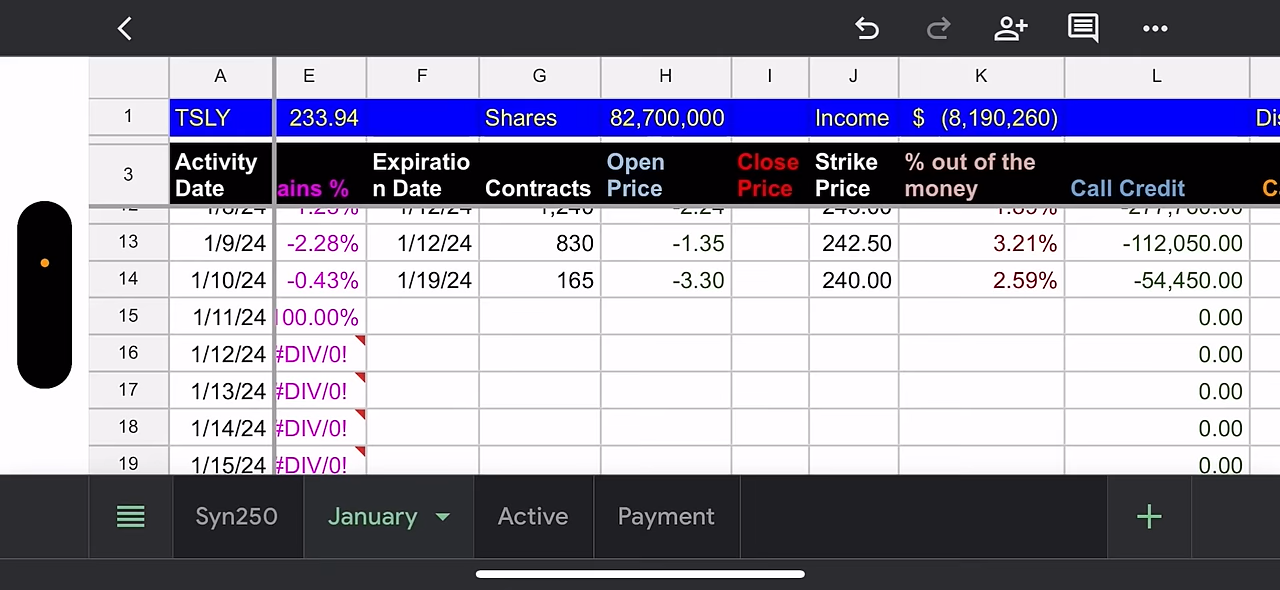 A E F G H I J K L
1 TSLY 233.94 Shares 82,700,000 Income $ (8,190,260)
3 Activity Date ains % Expiratio n Date Contracts Open Price Close Price Strike Price % out of the money Call Credit
13 1/9/24 -2.28% 1/12/24 830 -1.35 242.50 3.21% -112,050.00
14 1/10/24 -0.43% 1/19/24 165 -3.30 240.00 2.59% -54,450.00
15 1/11/24 00.00% 0.00
16 1/12/24 #DIV/0! 0.00
17 1/13/24 #DIV/0! 0.00
18 1/14/24 #DIV/0! 0.00
19 1/15/24 #DIV/0! 0.00
Syn250 January Active Payment